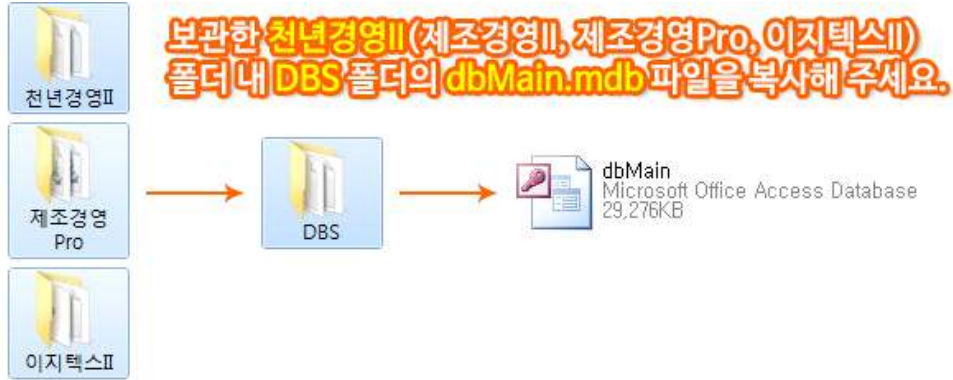 보관한 천년경영II(제조경영II, 제조경영Pro, 이지텍스II)
폴더 내 DBS 폴더의 dbMain.mdb 파일을 복사해 주세요.
천년경영II
제조경영
Pro
DBS
dbMain
Microsoft Office Access Database
29,276KB
이지텍스II